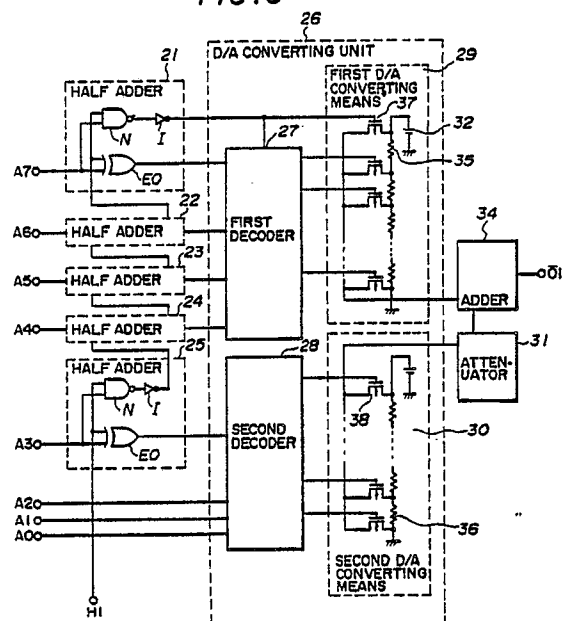 26
D/A CONVERTING UNIT
29
21
HALF ADDER
FIRST D/A
CONVERTING
MEANS
37
32
N
I
27
35
A7
EO
22
A6
HALF ADDER
FIRST
DECODER
23
A5
HALF ADDER
34
24
A4
HALF ADDER
ADDER
O1
25
28
31
HALF ADDER
ATTEN-
UATOR
N
I
SECOND
DECODER
38
30
A3
EO
A2
A1
A0
36
SECOND D/A
CONVERTING
MEANS
H1